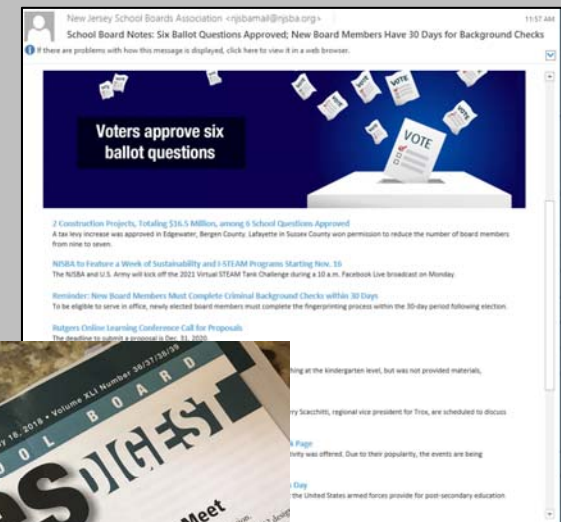 New Jersey School Boards Association <njsbamail@njsba.org>
11:57 AM
School Board Notes: Six Ballot Questions Approved; New Board Members Have 30 Days for Background Checks
If there are problems with how this message is displayed, click here to view it in a web browser.
VOTE
Voters approve six
ballot questions
2 Construction Projects, Totaling $16.5 Million, among 6 School Questions Approved
A tax levy increase was approved in Edgewater, Bergen County. Lafayette in Sussex County won permission to reduce the number of board members
from nine to seven.
NJSBA to Feature a Week of Sustainability and I-STEAM Programs Starting Nov. 16
The NJSBA and U.S. Army will kick off the 2021 Virtual STEAM Tank Challenge during a 10 a.m. Facebook Live broadcast on Monday.
Reminder: New Board Members Must Complete Criminal Background Checks within 30 Days
To be eligible to serve in office, newly elected board members must complete the fingerprinting process within the 30-day period following election.
Rutgers Online Learning Conference Call for Proposals
The deadline to submit a proposal is Dec. 31, 2020.
at the kindergarten level, but was not provided materials,
Scacchitti, regional vice president for Trox, are scheduled to discuss
Page
was offered. Due to their popularity, the events are being
Day
the United States armed forces provide for post-secondary education
18, 2018 • Volume XLI Number 36/37/38/39
BOARD
DIGEST
Meet